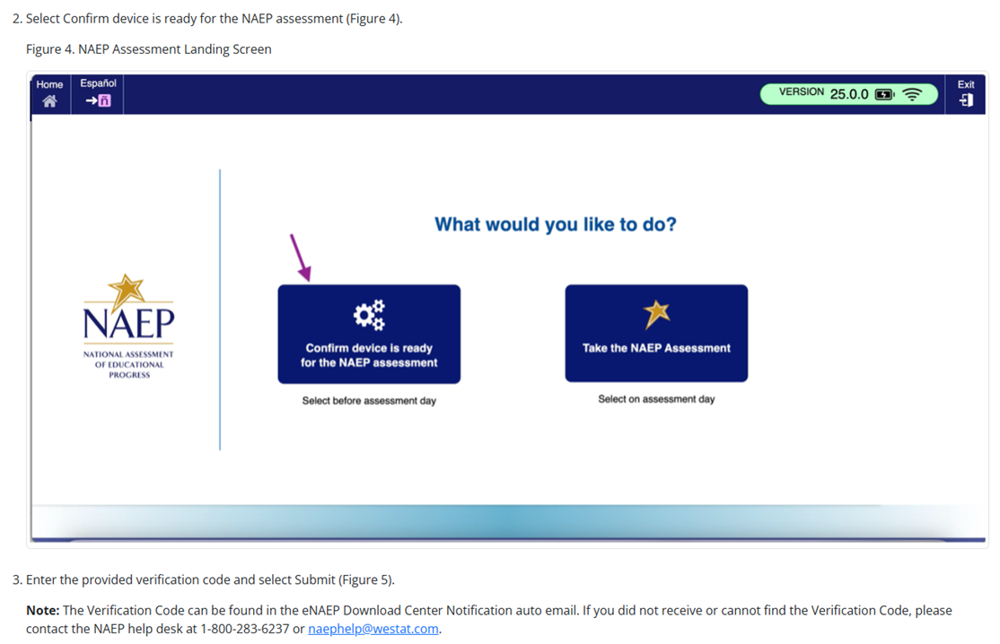 2. Select Confirm device is ready for the NAEP assessment (Figure 4).
Figure 4. NAEP Assessment Landing Screen
Home
Español
ñ
VERSION 25.0.0
Exit
What would you like to do?
NAEP
NATIONAL ASSESSMENT
OF EDUCATIONAL
PROGRESS
Confirm device is ready
for the NAEP assessment
Select before assessment day
Take the NAEP Assessment
Select on assessment day
3. Enter the provided verification code and select Submit (Figure 5).
Note: The Verification Code can be found in the eNAEP Download Center Notification auto email. If you did not receive or cannot find the Verification Code, please
contact the NAEP help desk at 1-800-283-6237 or naephelp@westat.com.